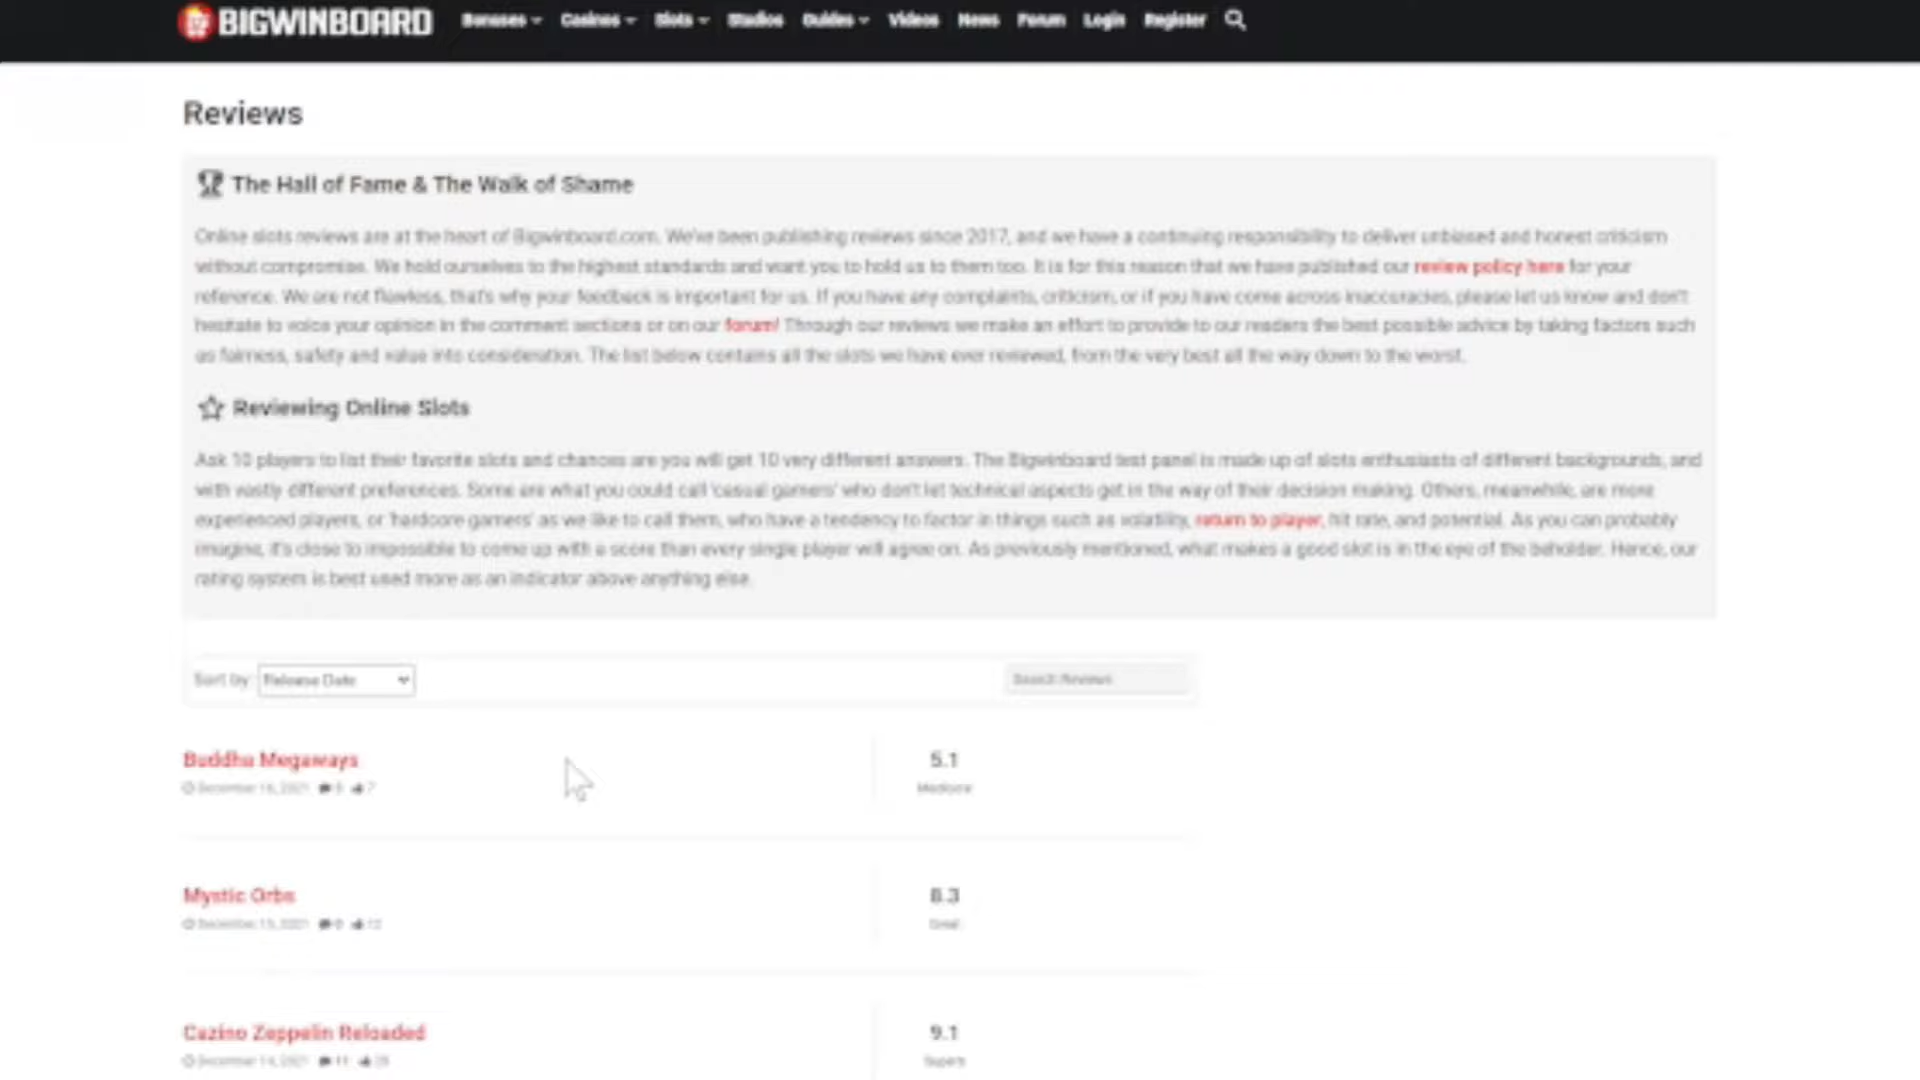 BIGWINBOARD Bonuses Casinos Slots Studios Guides Videos News Forum Login Register
Reviews
The Hall of Fame & The Walk of Shame
Online slots reviews are at the heart of Bigwinboard.com. We've been publishing reviews since 2017, and we have a continuing responsibility to deliver unbiased and honest criticism
without compromise. We hold ourselves to the highest standards and want you to hold us to them too. It is for this reason that we have published our review policy here for your
reference. We are not flawless, that's why your feedback is important for us. If you have any complaints, criticism, or if you have come across inaccuracies, please let us know and don't
hesitate to voice your opinion in the comment sections or on our forum! Through our reviews we make an effort to provide to our readers the best possible advice by taking factors such
as fairness, safety and value into consideration. The list below contains all the slots we have ever reviewed, from the very best all the way down to the worst.
Reviewing Online Slots
Ask 10 players to list their favorite slots and chances are you will get 10 very different answers. The Bigwinboard test panel is made up of slots enthusiasts of different backgrounds, and
with vastly different preferences. Some are what you could call 'casual gamers' who don't let technical aspects get in the way of their decision making. Others, meanwhile, are more
experienced players, or 'hardcore gamers' as we like to call them, who have a tendency to factor in things such as volatility, return to player, hit rate, and potential. As you can probably
imagine, it's close to impossible to come up with a score than every single player will agree on. As previously mentioned, what makes a good slot is in the eye of the beholder. Hence, our
rating system is best used more as an indicator above anything else.
Sort by: Release Date Search Reviews
Buddha Megaways 5.1
December 16, 2021 7 Mediocre
Mystic Orbs 8.3
December 15, 2021 12 Great
Cazino Zeppelin Reloaded 9.1
December 14, 2021 11 Superb